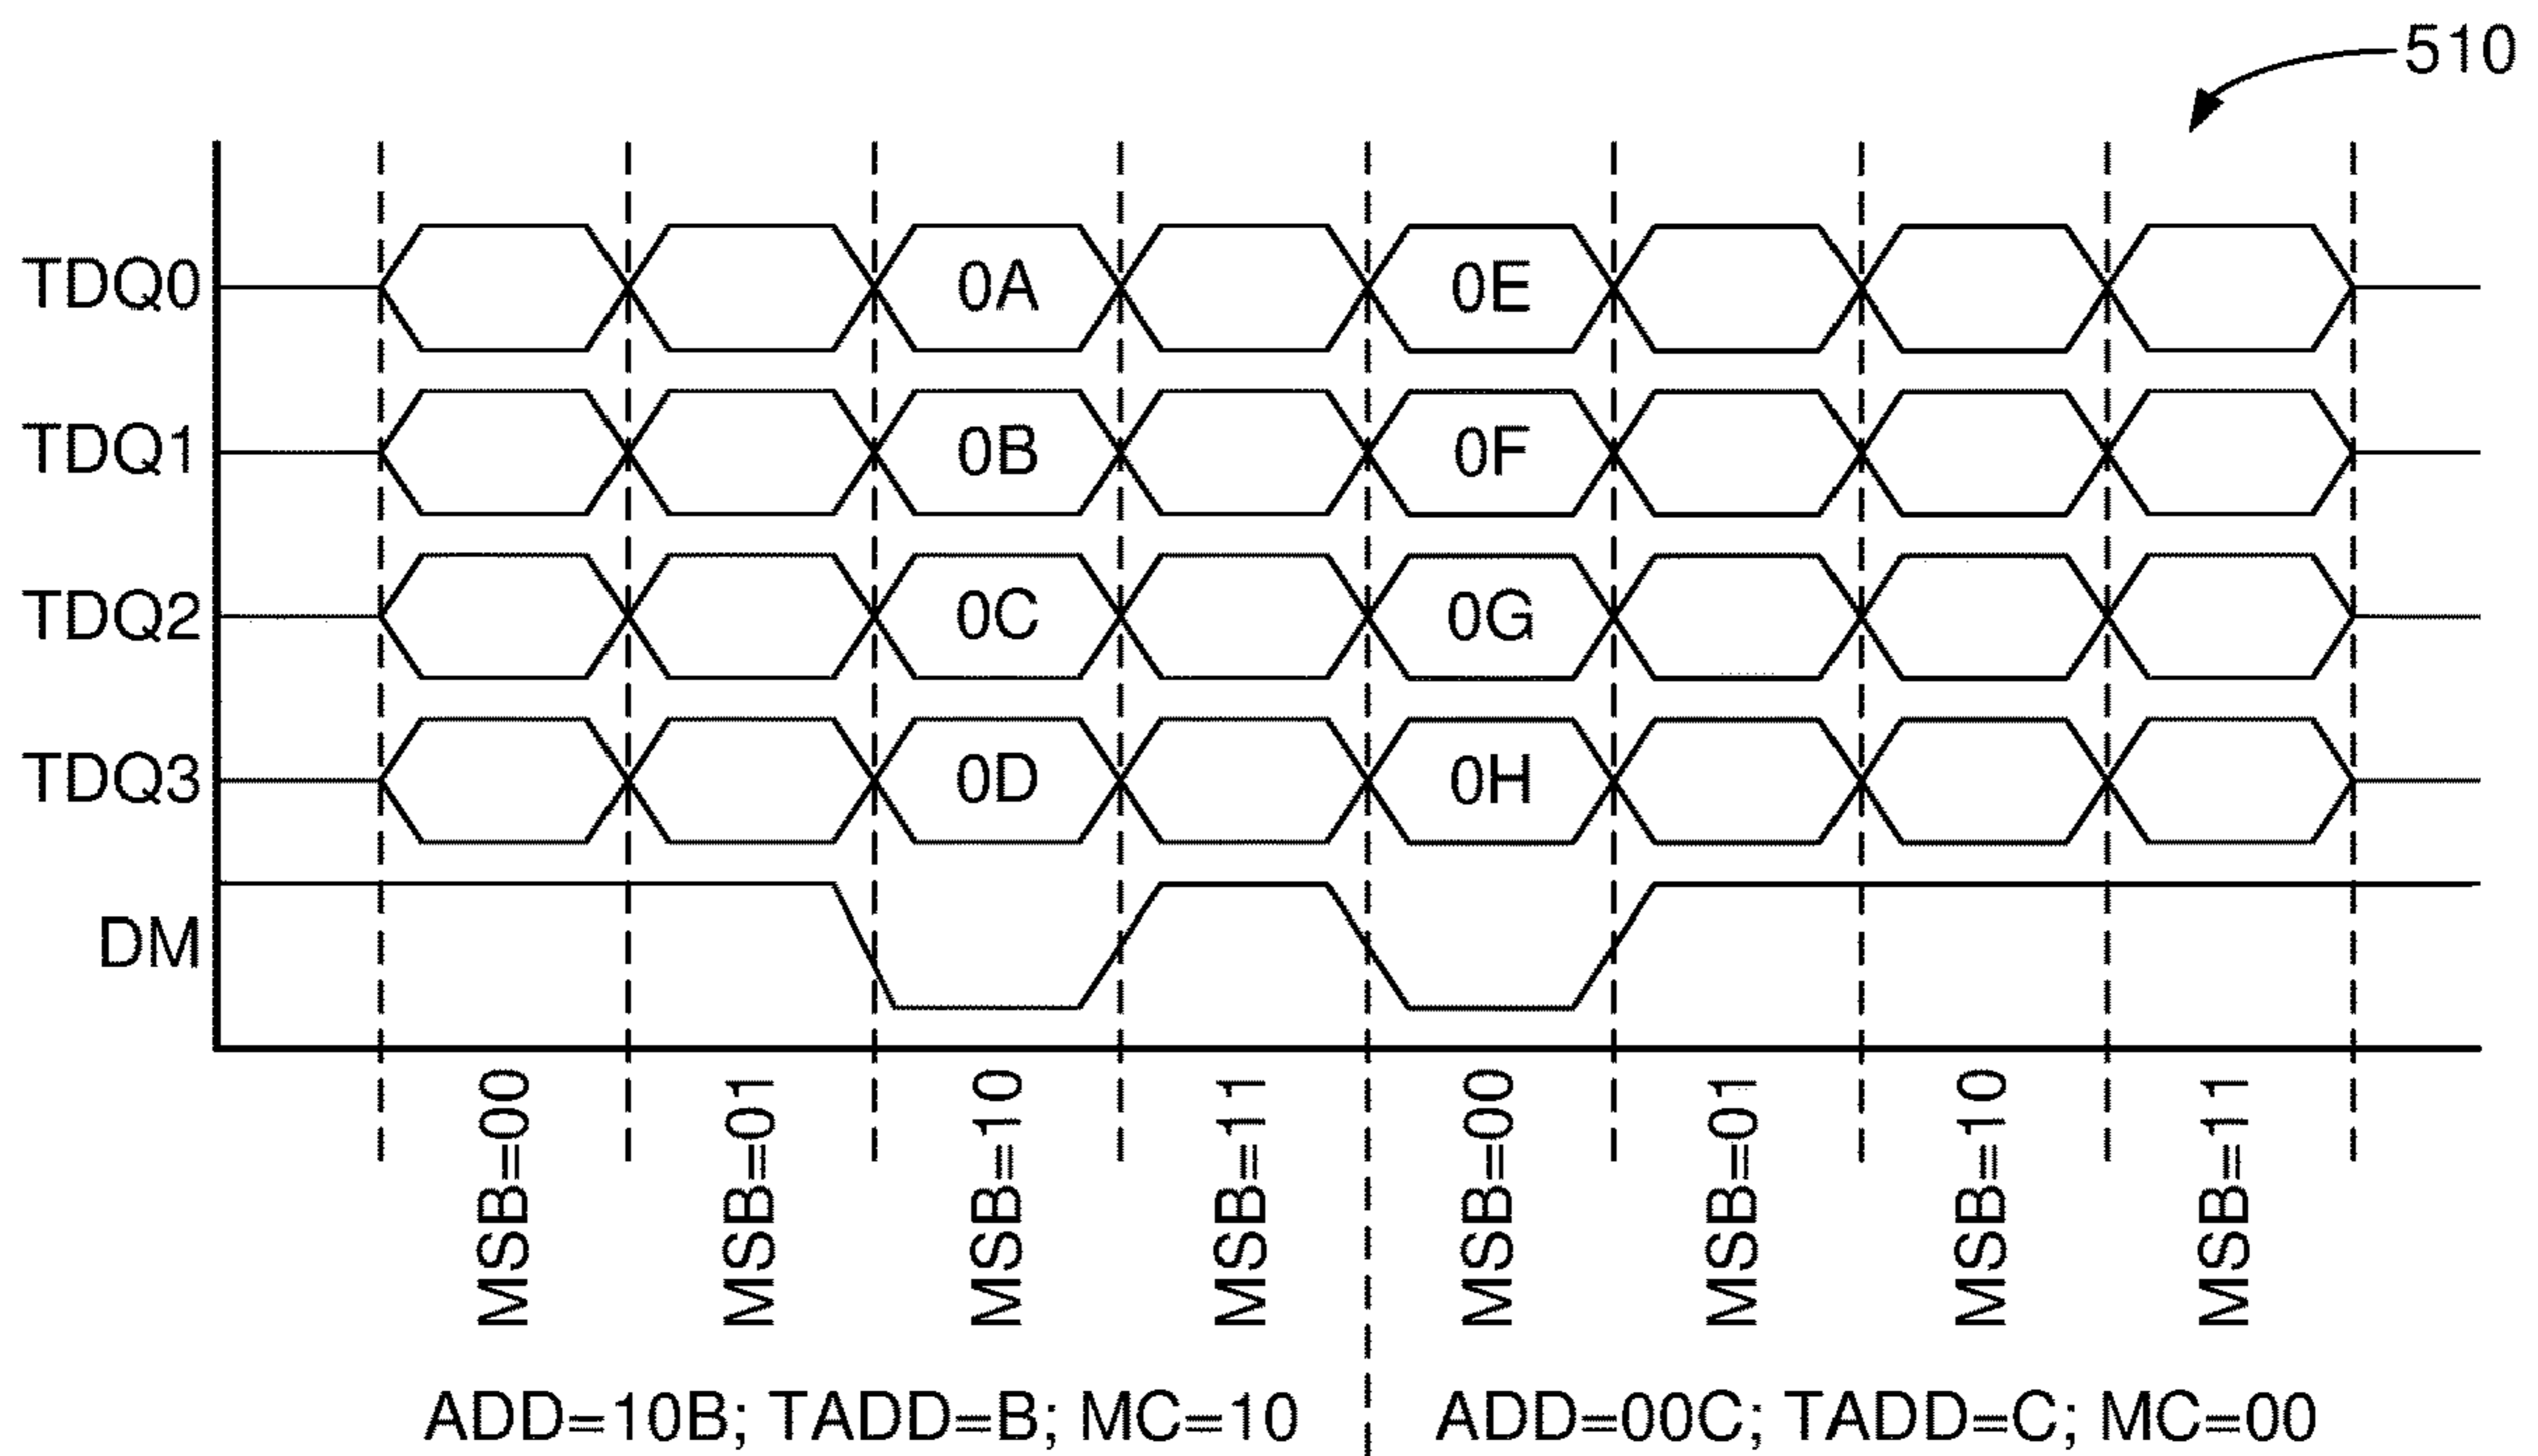 510
TDQ0 0A 0E
TDQ1 0B 0F
TDQ2 0C 0G
TDQ3 0D 0H
DM
MSB=00 MSB=01 MSB=10 MSB=11 MSB=00 MSB=01 MSB=10 MSB=11
ADD=10B; TADD=B; MC=10 ADD=00C; TADD=C; MC=00